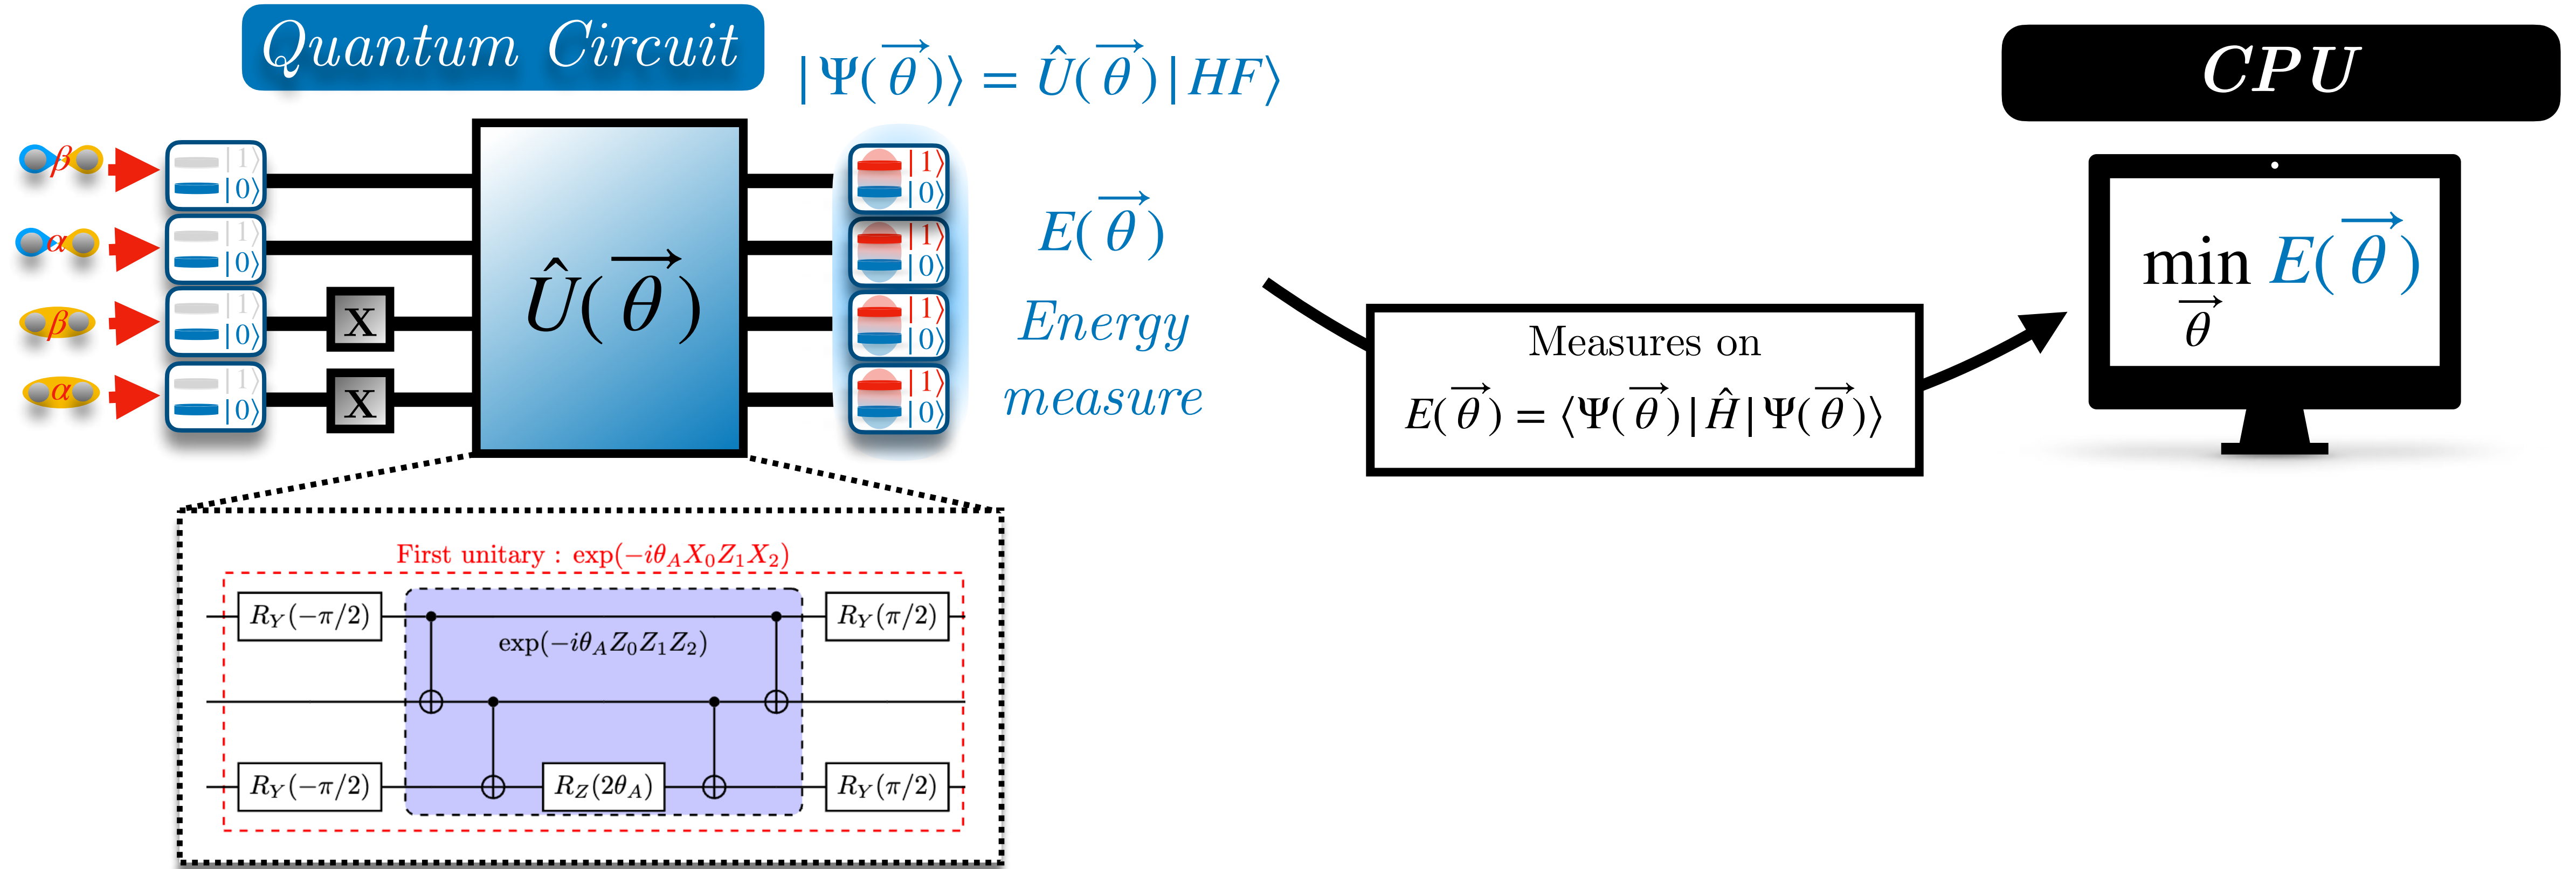 Quantum Circuit
|Ψ(θ⃗)⟩ = Û(θ⃗)|HF⟩
CPU
β
|1⟩
|0⟩
α
|1⟩
|0⟩
β
|1⟩
|0⟩
X
α
|1⟩
|0⟩
X
Û(θ⃗)
|1⟩
|0⟩
|1⟩
|0⟩
|1⟩
|0⟩
|1⟩
|0⟩
E(θ⃗)
Energy
measure
Measures on
E(θ⃗) = ⟨Ψ(θ⃗)|Ĥ|Ψ(θ⃗)⟩
min E(θ⃗)
θ⃗
First unitary : exp(−iθ_A X_0 Z_1 X_2)
R_Y(−π/2)
exp(−iθ_A Z_0 Z_1 Z_2)
R_Y(π/2)
R_Y(−π/2)
R_Z(2θ_A)
R_Y(π/2)